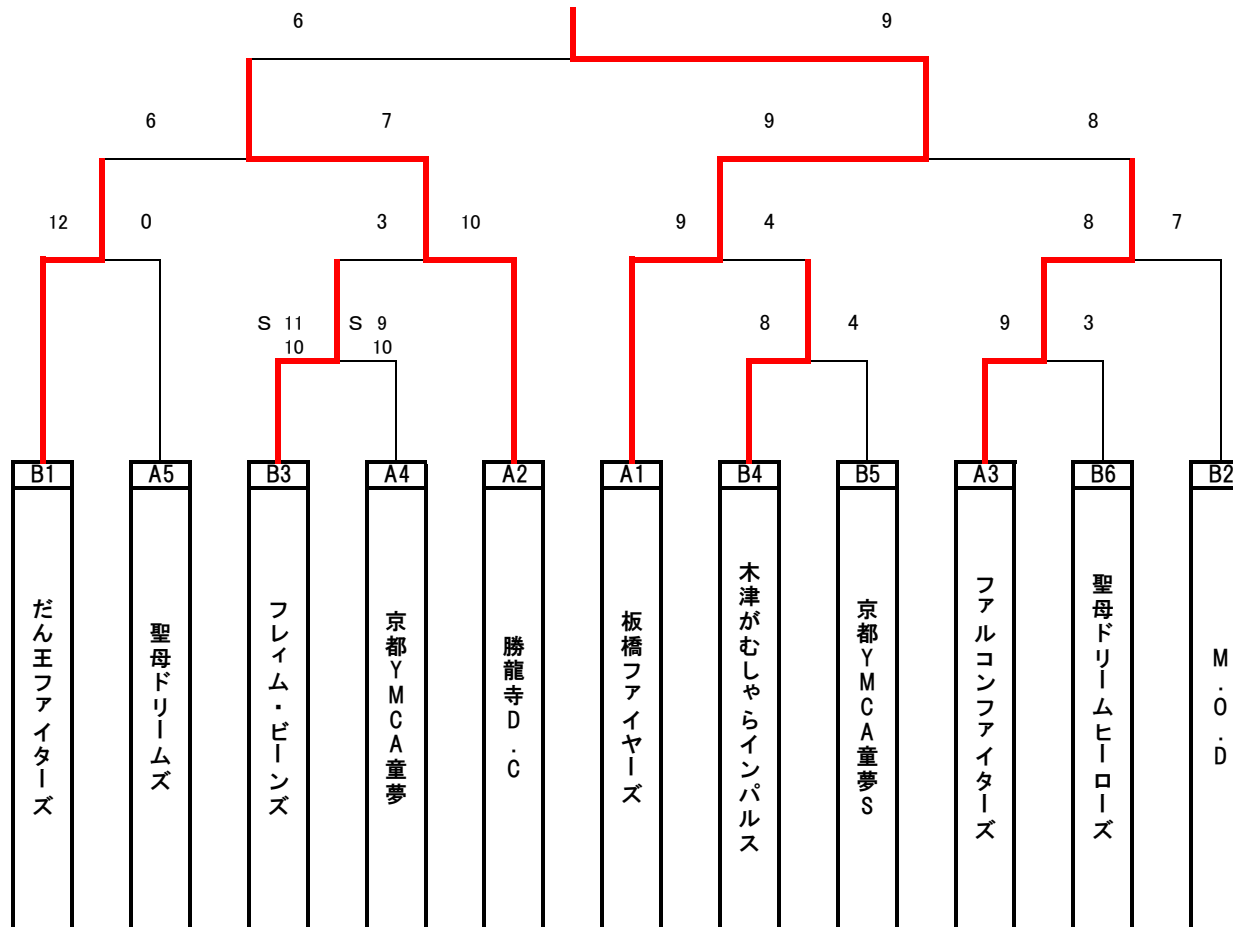 6 9
6 7 9 8
12 0 3 10 9 4 8 7
S 11 S 9 8 4 9 3
10 10
B1 A5 B3 A4 A2 A1 B4 B5 A3 B6 B2
だん王ファイターズ
聖母ドリームズ
フレイム・ビーンズ
京都YMCA童夢
勝龍寺D.C
板橋ファイヤーズ
木津がむしゃらインパルス
京都YMCA童夢S
ファルコンファイターズ
聖母ドリームヒーローズ
M.O.D